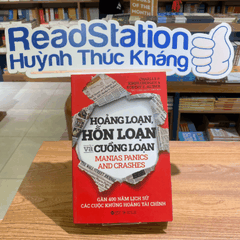 ReadStation
Huỳnh Thúc Kháng
HOẢNG LOẠN,
HỖN LOẠN
VÀ CUỒNG LOẠN
MANIAS, PANICS
AND CRASHES
GẦN 400 NĂM LỊCH SỬ
CÁC CUỘC KHỦNG HOẢNG TÀI CHÍNH